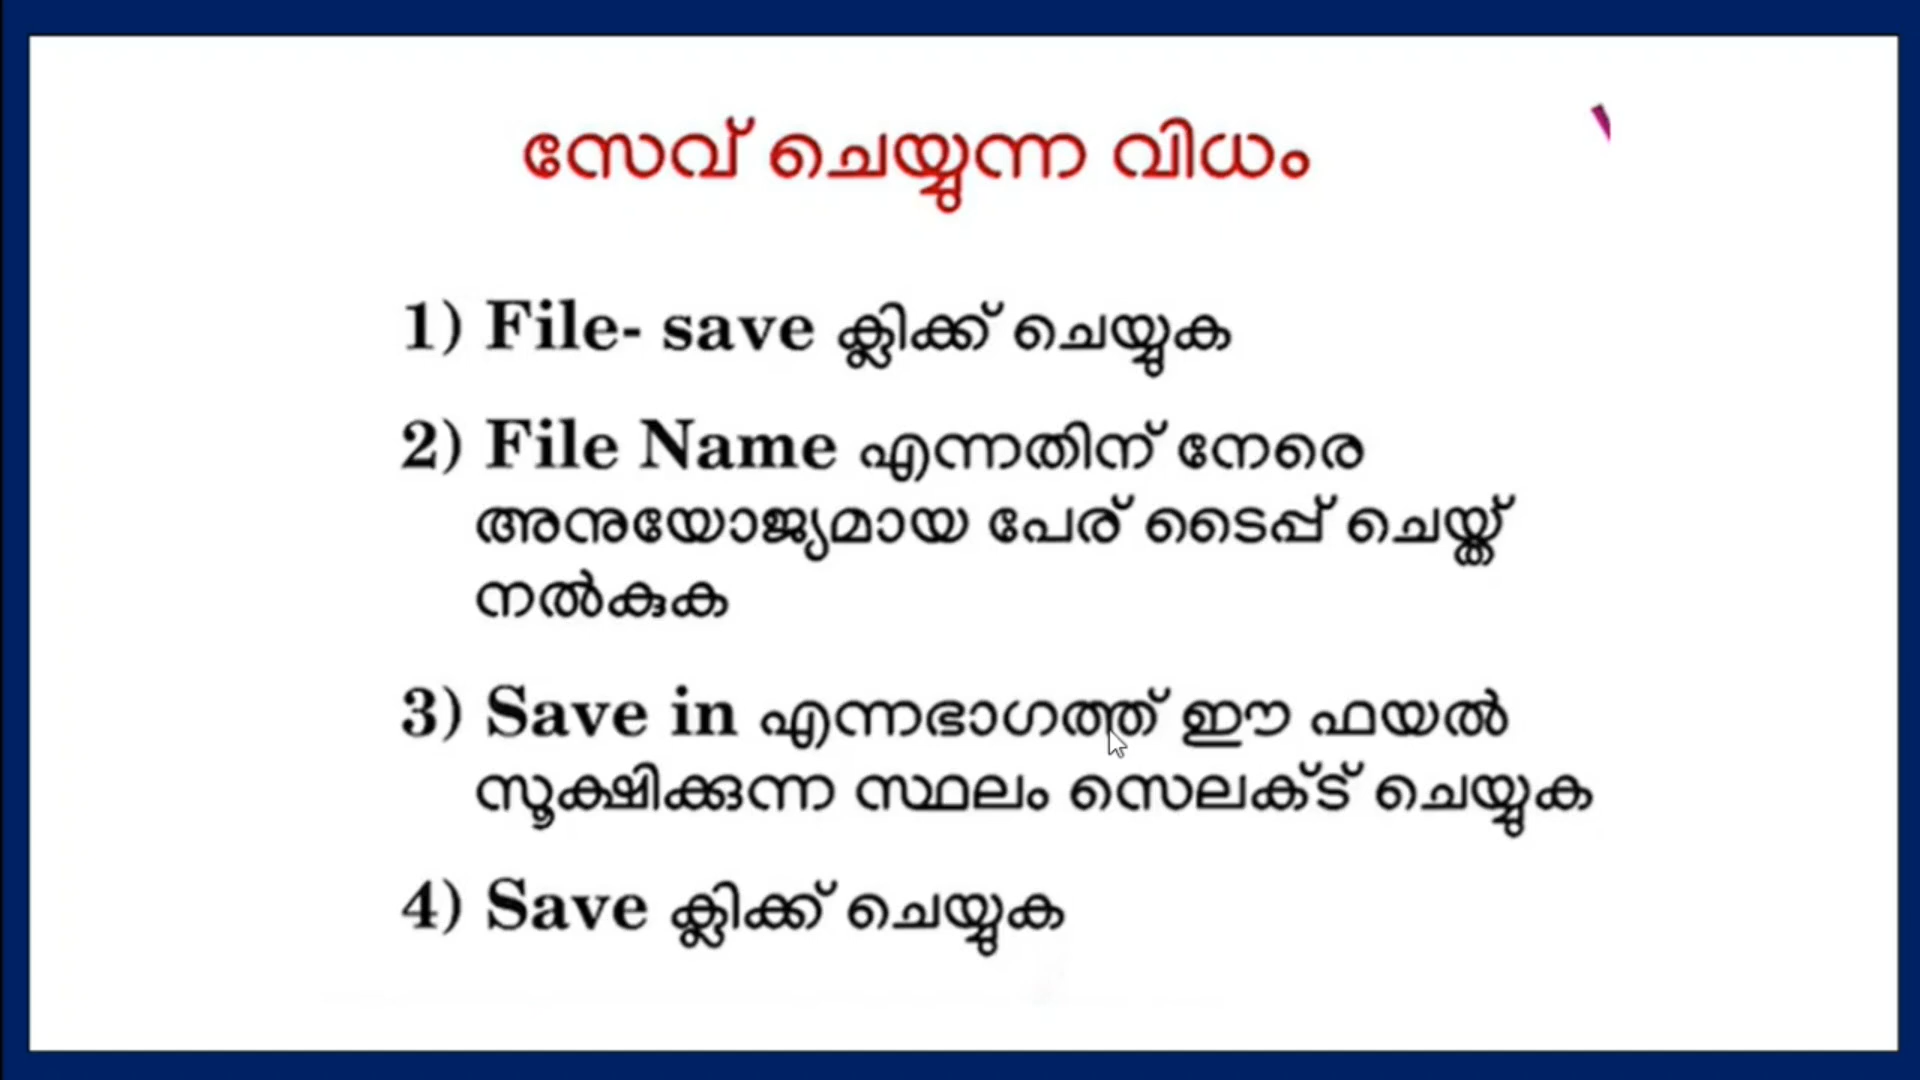 സേവ് ചെയ്യുന്ന വിധം
1) File- save ക്ലിക്ക് ചെയ്യുക
2) File Name എന്നതിന് നേരെ
അനുയോജ്യമായ പേര് ടൈപ്പ് ചെയ്ത്
നൽകുക
3) Save in എന്നഭാഗത്ത് ഈ ഫയൽ
സൂക്ഷിക്കുന്ന സ്ഥലം സെലക്ട് ചെയ്യുക
4) Save ക്ലിക്ക് ചെയ്യുക